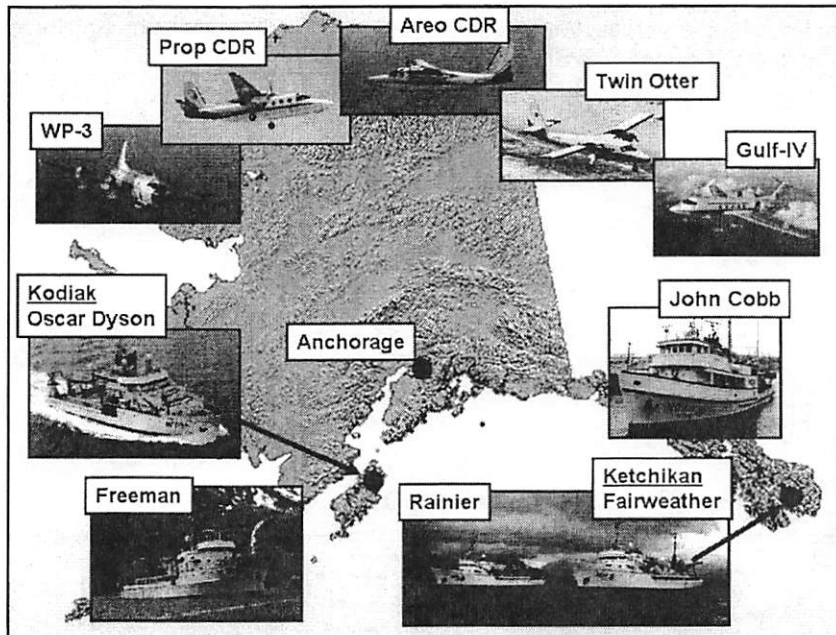 Prop CDR
Areo CDR
Twin Otter
WP-3
Gulf-IV
Kodiak
Oscar Dyson
Anchorage
John Cobb
Freeman
Rainier
Ketchikan
Fairweather